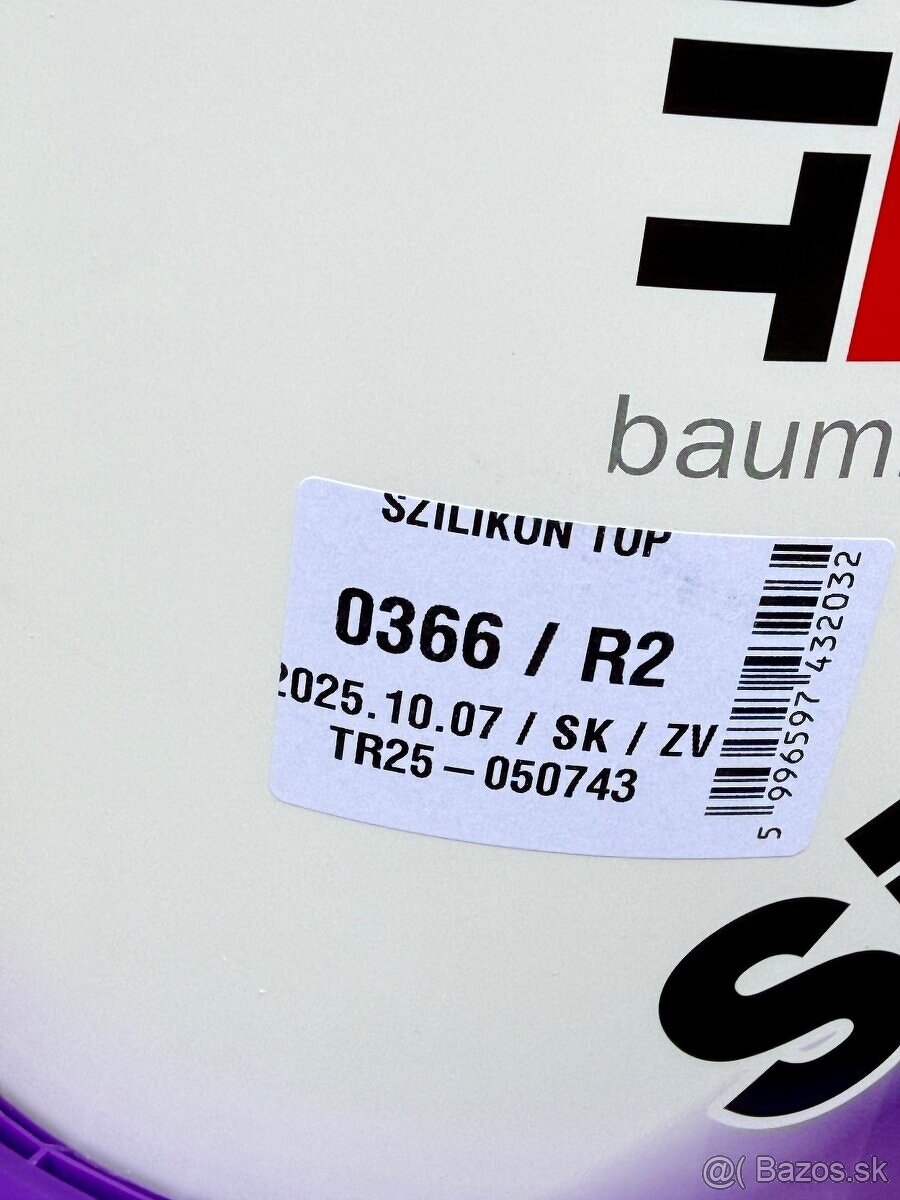 baum
SZILIKON TOP
0366 / R2
2025.10.07 / SK / ZV
TR25-050743
5 996597 432032
S
@( Bazos.sk